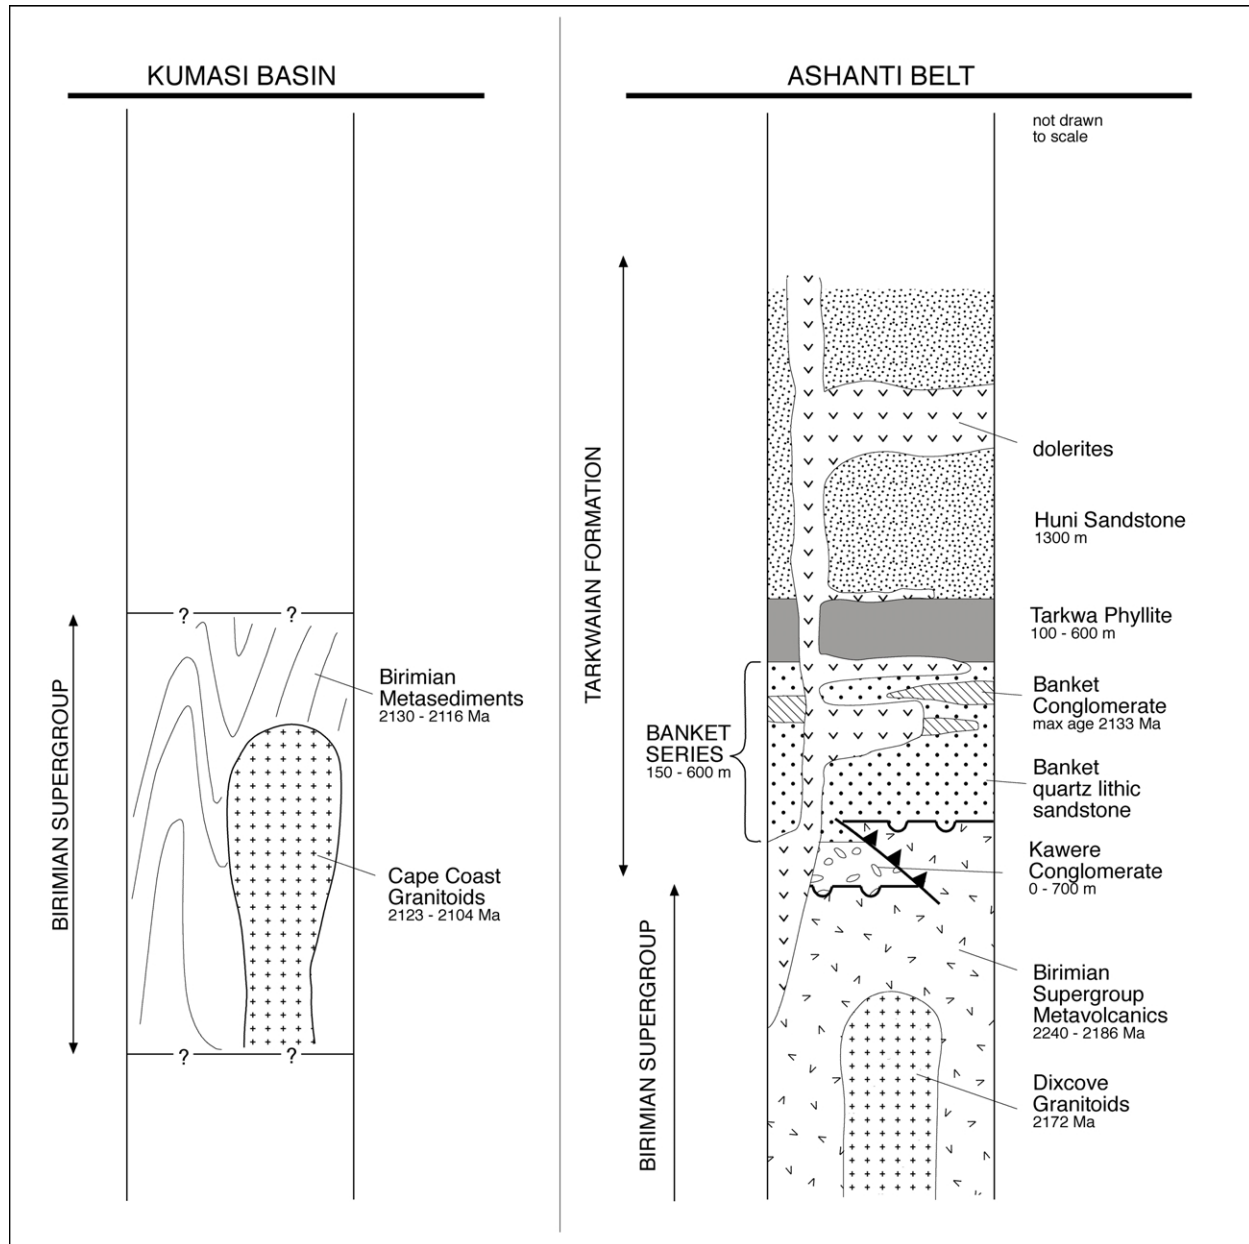 KUMASI BASIN
BIRIMIAN SUPERGROUP
?
?
Birimian
Metasediments
2130 - 2116 Ma
Cape Coast
Granitoids
2123 - 2104 Ma
?
?
ASHANTI BELT
not drawn
to scale
TARKWAIAN FORMATION
BIRIMIAN SUPERGROUP
BANKET
SERIES
150 - 600 m
dolerites
Huni Sandstone
1300 m
Tarkwa Phyllite
100 - 600 m
Banket
Conglomerate
max age 2133 Ma
Banket
quartz lithic
sandstone
Kawere
Conglomerate
0 - 700 m
Birimian
Supergroup
Metavolcanics
2240 - 2186 Ma
Dixcove
Granitoids
2172 Ma